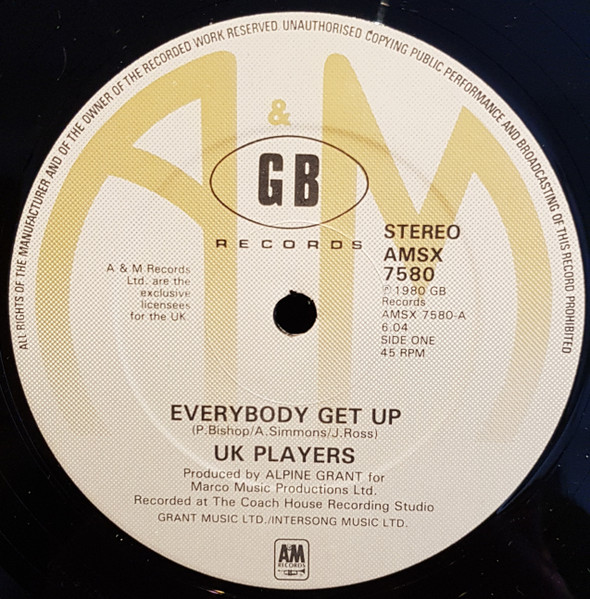 ALL RIGHTS OF THE MANUFACTURER AND OF THE OWNER OF THE RECORDED WORK RESERVED. UNAUTHORISED COPYING PUBLIC PERFORMANCE AND BROADCASTING OF THIS RECORD PROHIBITED
A & M
GB
RECORDS
STEREO
AMSX
7580
℗ 1980 GB
Records
AMSX 7580-A
6.04
SIDE ONE
45 RPM
A & M Records
Ltd. are the
exclusive
licensees
for the UK.
EVERYBODY GET UP
(P.Bishop/A.Simmons/J.Ross)
UK PLAYERS
Produced by ALPINE GRANT for
Marco Music Productions Ltd.
Recorded at The Coach House Recording Studio
GRANT MUSIC LTD./INTERSONG MUSIC LTD.
A&M
RECORDS